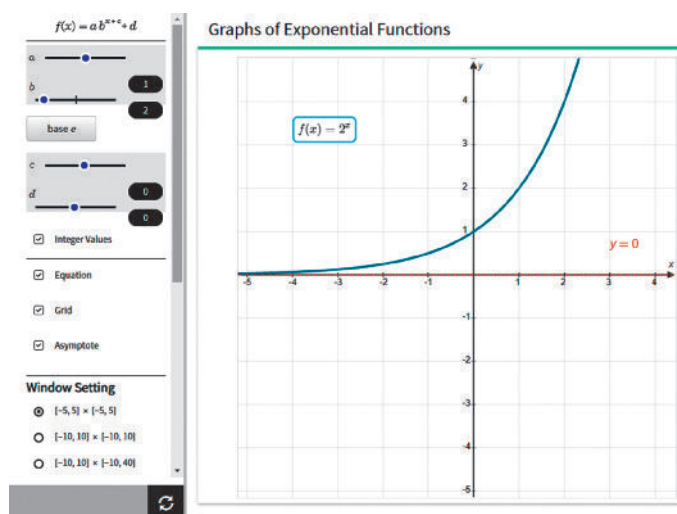 f(x) = a b^{x+c} + d
a
1
b
2
base e
c
0
d
0
Integer Values
Equation
Grid
Asymptote
Window Setting
[-5, 5] × [-5, 5]
[-10, 10] × [-10, 10]
[-10, 10] × [-10, 40]
Graphs of Exponential Functions
y
4
f(x) = 2^x
3
2
1
y = 0
x
-5 -4 -3 -2 -1 1 2 3 4
-1
-2
-3
-4
-5